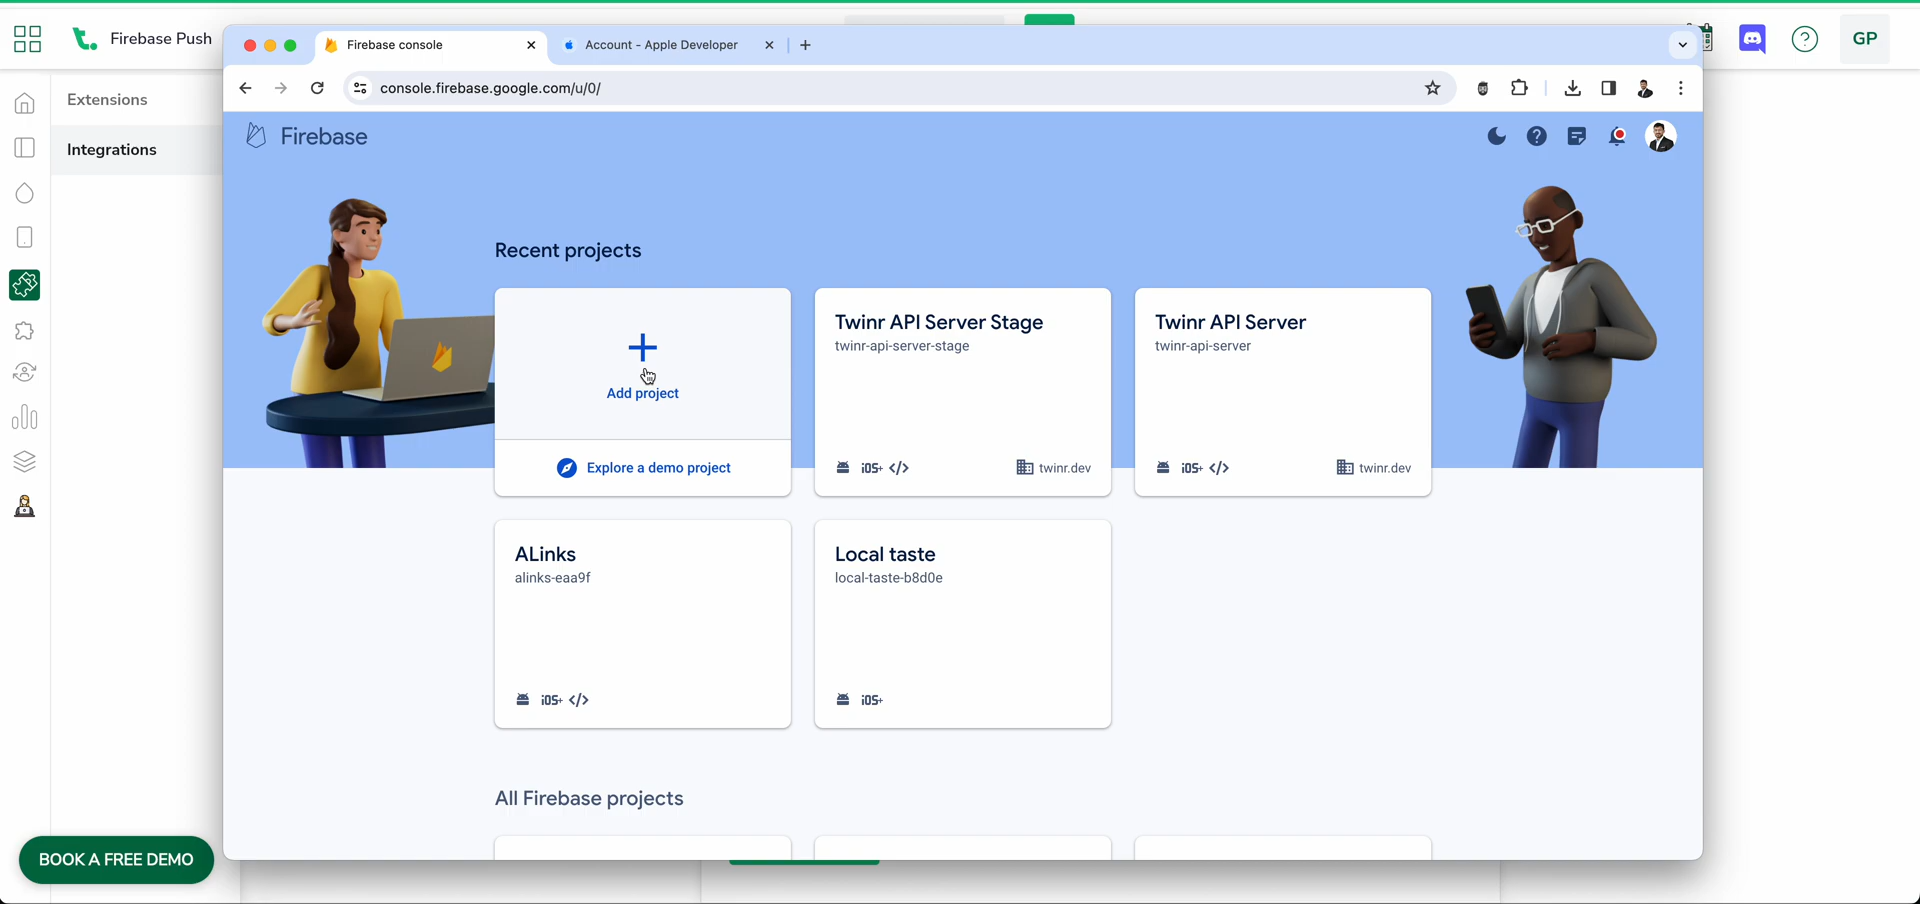 Firebase Push
GP
Extensions
Integrations
BOOK A FREE DEMO
Firebase console
Account - Apple Developer
console.firebase.google.com/u/0/
Firebase
Recent projects
Add project
Explore a demo project
Twinr API Server Stage
twinr-api-server-stage
iOS+
twinr.dev
Twinr API Server
twinr-api-server
iOS+
twinr.dev
ALinks
alinks-eaa9f
iOS+
Local taste
local-taste-b8d0e
iOS+
All Firebase projects